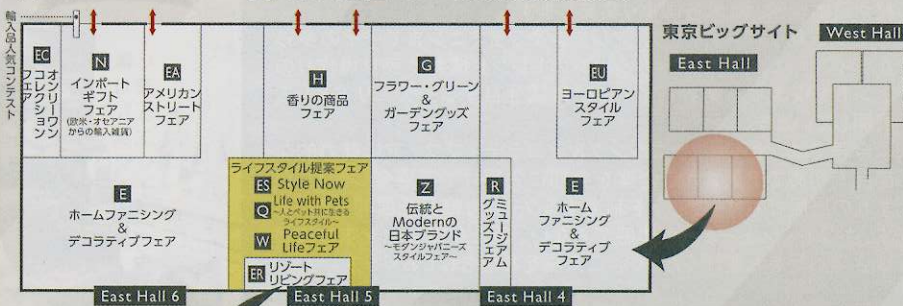 輸入品人気コンテスト
EC
オンリーワン
コレクション
フェア
N
インポート
ギフト
フェア
(欧米・オセアニア
からの輸入雑貨)
EA
アメリカン
ストリート
フェア
H
香りの商品
フェア
G
フラワー・グリーン
&
ガーデングッズ
フェア
EU
ヨーロピアン
スタイル
フェア
E
ホームファニシング
&
デコラティブフェア
ライフスタイル提案フェア
ES Style Now
Q Life with Pets
~人とペット共に生きる
ライフスタイル~
W Peaceful
Lifeフェア
ER リゾート
リビングフェア
Z
伝統と
Modernの
日本ブランド
~モダンジャパニーズ
スタイルフェア~
R
ミュージアム
グッズフェア
E
ホーム
ファニシング
&
デコラティブ
フェア
East Hall 6
East Hall 5
East Hall 4
東京ビッグサイト
West Hall
East Hall